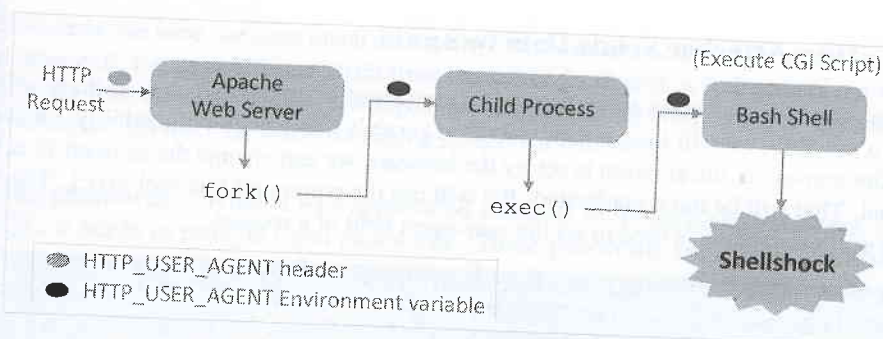 (Execute CGI Script)
HTTP
Request
Apache
Web Server
Child Process
Bash Shell
fork()
exec()
Shellshock
HTTP_USER_AGENT header
HTTP_USER_AGENT Environment variable